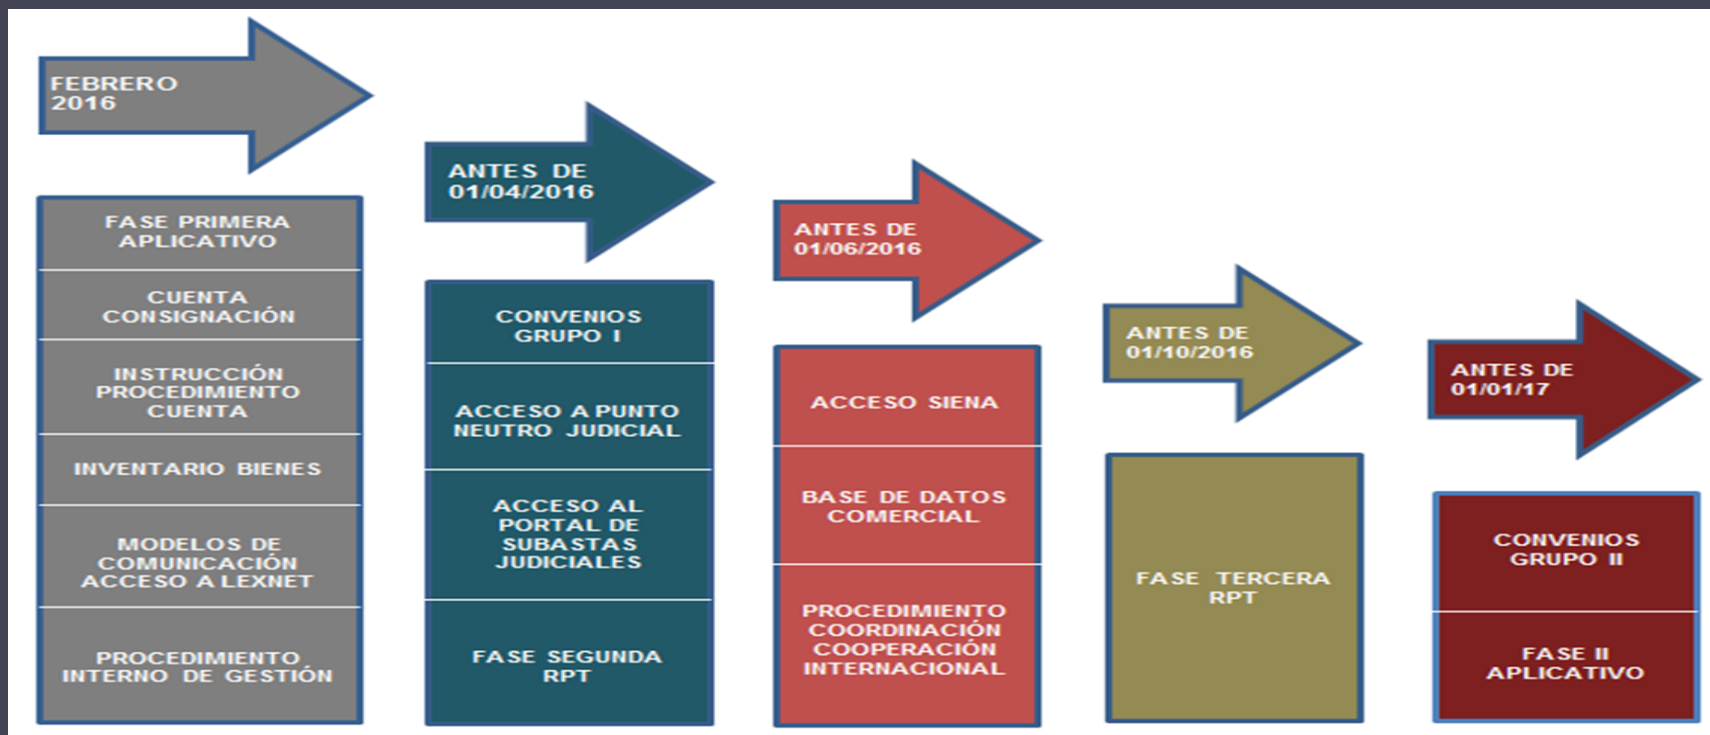 FEBRERO
2016
FASE PRIMERA
APLICATIVO
CUENTA
CONSIGNACIÓN
INSTRUCCIÓN
PROCEDIMIENTO
CUENTA
INVENTARIO BIENES
MODELOS DE
COMUNICACIÓN
ACCESO A LEXNET
PROCEDIMIENTO
INTERNO DE GESTIÓN
ANTES DE
01/04/2016
CONVENIOS
GRUPO I
ACCESO A PUNTO
NEUTRO JUDICIAL
ACCESO AL
PORTAL DE
SUBASTAS
JUDICIALES
FASE SEGUNDA
RPT
ANTES DE
01/06/2016
ACCESO SIENA
BASE DE DATOS
COMERCIAL
PROCEDIMIENTO
COORDINACIÓN
COOPERACIÓN
INTERNACIONAL
ANTES DE
01/10/2016
FASE TERCERA
RPT
ANTES DE
01/01/17
CONVENIOS
GRUPO II
FASE II
APLICATIVO